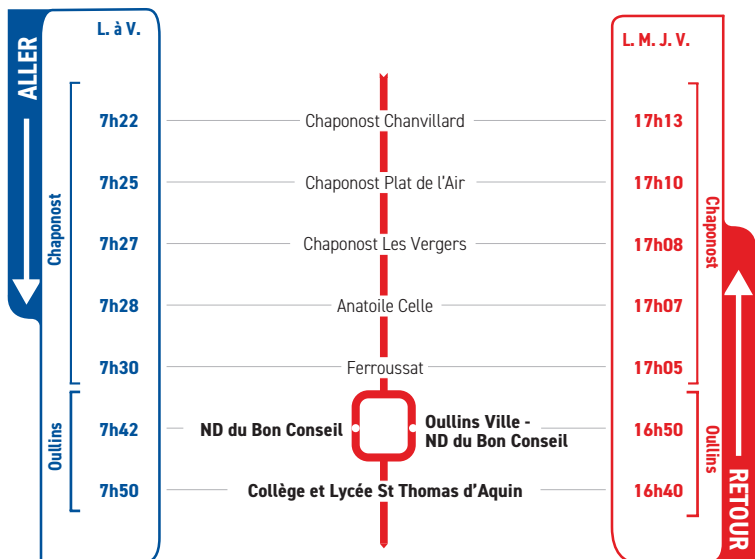 ALLER
L. à V.
L. M. J. V.
Chaponost
7h22 Chaponost Chanvillard 17h13
7h25 Chaponost Plat de l'Air 17h10
7h27 Chaponost Les Vergers 17h08
7h28 Anatoile Celle 17h07
7h30 Ferroussat 17h05
Chaponost
Oullins
7h42 ND du Bon Conseil Oullins Ville - 16h50
ND du Bon Conseil
7h50 Collège et Lycée St Thomas d'Aquin 16h40
Oullins
RETOUR